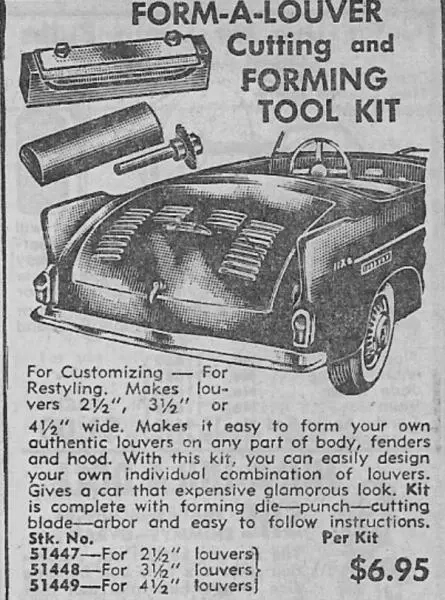 FORM-A-LOUVER
Cutting and
FORMING
TOOL KIT
For Customizing — For
Restyling. Makes lou-
vers 2½", 3½" or
4½" wide. Makes it easy to form your own
authentic louvers on any part of body, fenders
and hood. With this kit, you can easily design
your own individual combination of louvers.
Gives a car that expensive glamorous look. Kit
is complete with forming die—punch—cutting
blade—arbor and easy to follow instructions.
Stk. No. Per Kit
51447—For 2½" louvers}
51448—For 3½" louvers} $6.95
51449—For 4½" louvers}